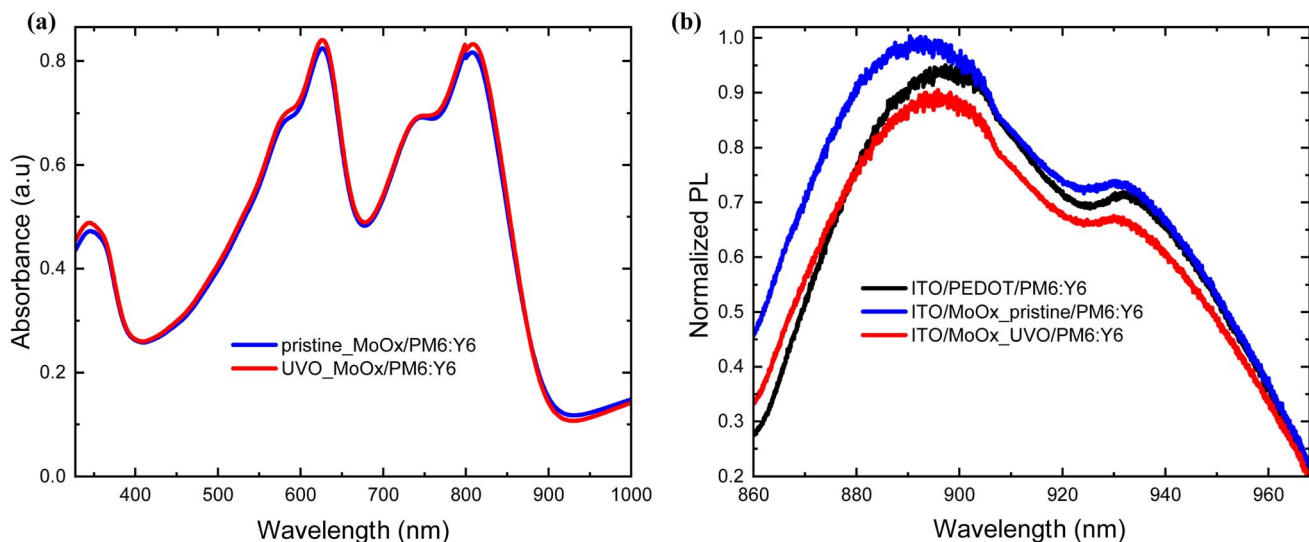 (a)
0.8
0.6
0.4
0.2
0.0
Absorbance (a.u)
pristine_MoOx/PM6:Y6
UVO_MoOx/PM6:Y6
400 500 600 700 800 900 1000
Wavelength (nm)
(b)
1.0
0.9
0.8
0.7
0.6
0.5
0.4
0.3
0.2
Normalized PL
ITO/PEDOT/PM6:Y6
ITO/MoOx_pristine/PM6:Y6
ITO/MoOx_UVO/PM6:Y6
860 880 900 920 940 960
Wavelength (nm)